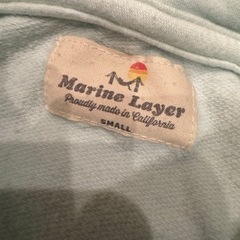 Marine Layer
Proudly made in California
SMALL